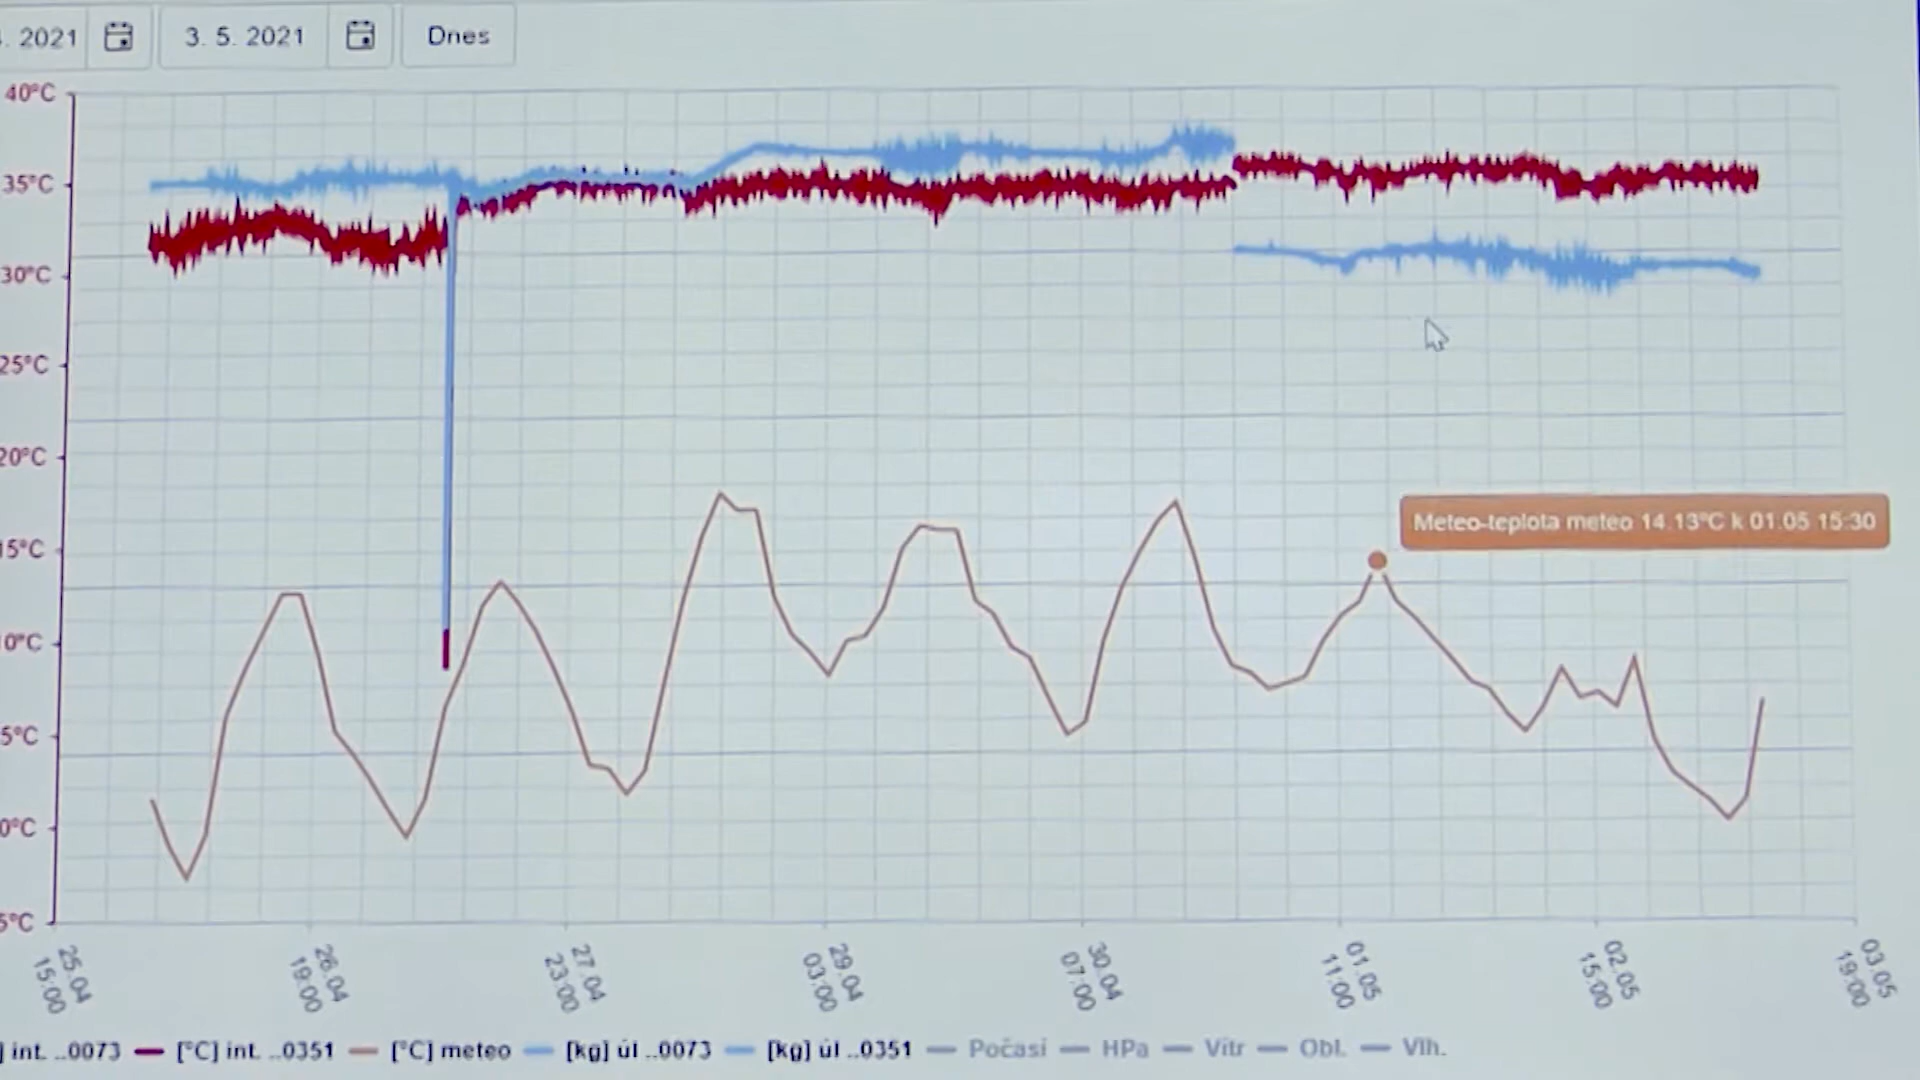 . 2021 3. 5. 2021 Dnes
40°C
35°C
30°C
25°C
20°C
15°C
0°C
5°C
0°C
5°C
Meteo-teplota meteo 14.13°C k 01.05 15:30
25.04 15:00
26.04 19:00
27.04 23:00
29.04 03:00
30.04 07:00
01.05 11:00
02.05 15:00
03.05 19:00
] int. ..0073 [°C] int. ..0351 [°C] meteo [kg] úl ..0073 [kg] úl ..0351 Počasí HPa Vítr Obl. Vlh.